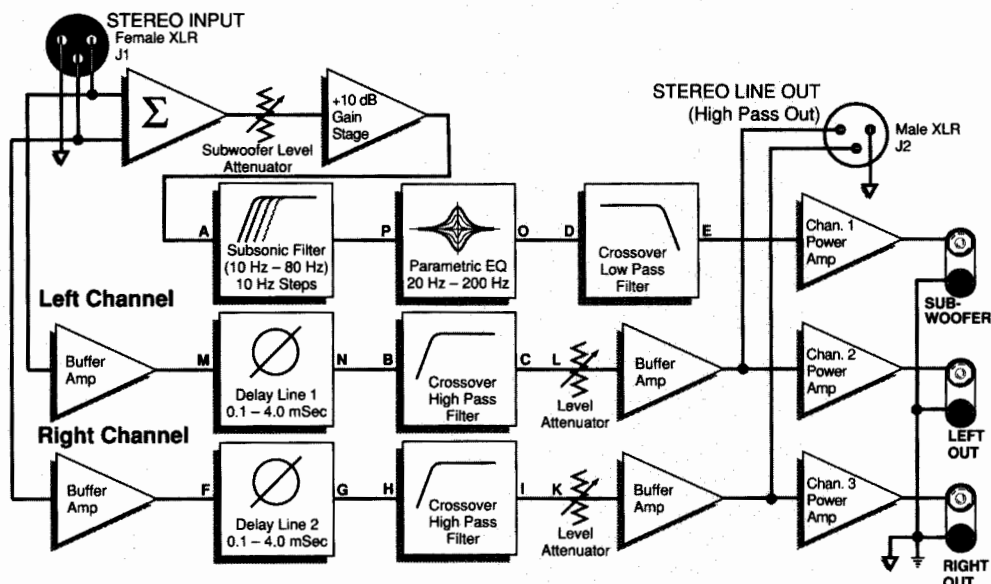 STEREO INPUT
Female XLR
J1
Σ
Subwoofer Level
Attenuator
+10 dB
Gain
Stage
STEREO LINE OUT
(High Pass Out)
Male XLR
J2
A
Subsonic Filter
(10 Hz – 80 Hz)
10 Hz Steps
P
Parametric EQ
20 Hz – 200 Hz
O
D
Crossover
Low Pass
Filter
E
Chan. 1
Power
Amp
SUB-
WOOFER
Left Channel
Buffer
Amp
M
Delay Line 1
0.1 – 4.0 mSec
N
B
Crossover
High Pass
Filter
C
L
Level
Attenuator
Buffer
Amp
Chan. 2
Power
Amp
LEFT
OUT
Right Channel
Buffer
Amp
F
Delay Line 2
0.1 – 4.0 mSec
G
H
Crossover
High Pass
Filter
I
K
Level
Attenuator
Buffer
Amp
Chan. 3
Power
Amp
RIGHT
OUT